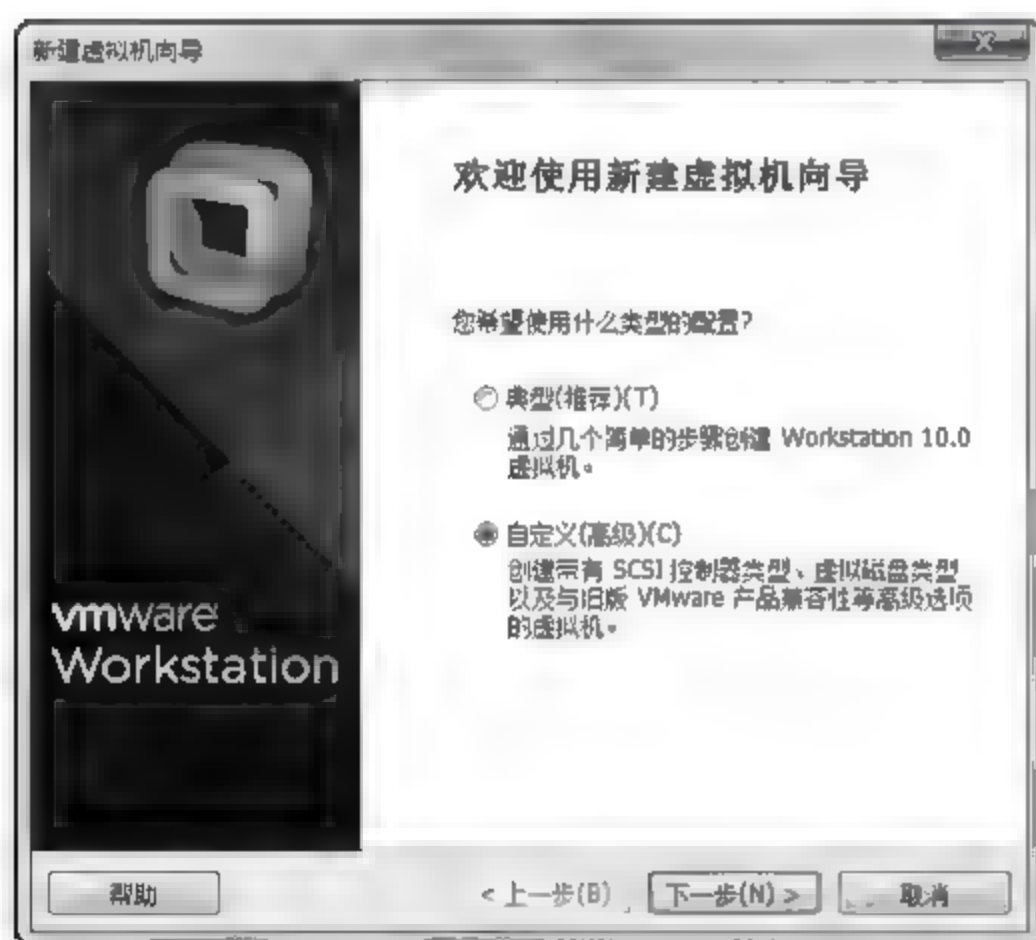 新建虚拟机向导
欢迎使用新建虚拟机向导
您希望使用什么类型的配置?
典型(推荐)(T)
通过几个简单的步骤创建 Workstation 10.0
虚拟机。
自定义(高级)(C)
创建带有 SCSI 控制器类型、虚拟磁盘类型
以及与旧版 VMware 产品兼容性等高级选项
的虚拟机。
vmware
Workstation
帮助
< 上一步(B)
下一步(N) >
取消